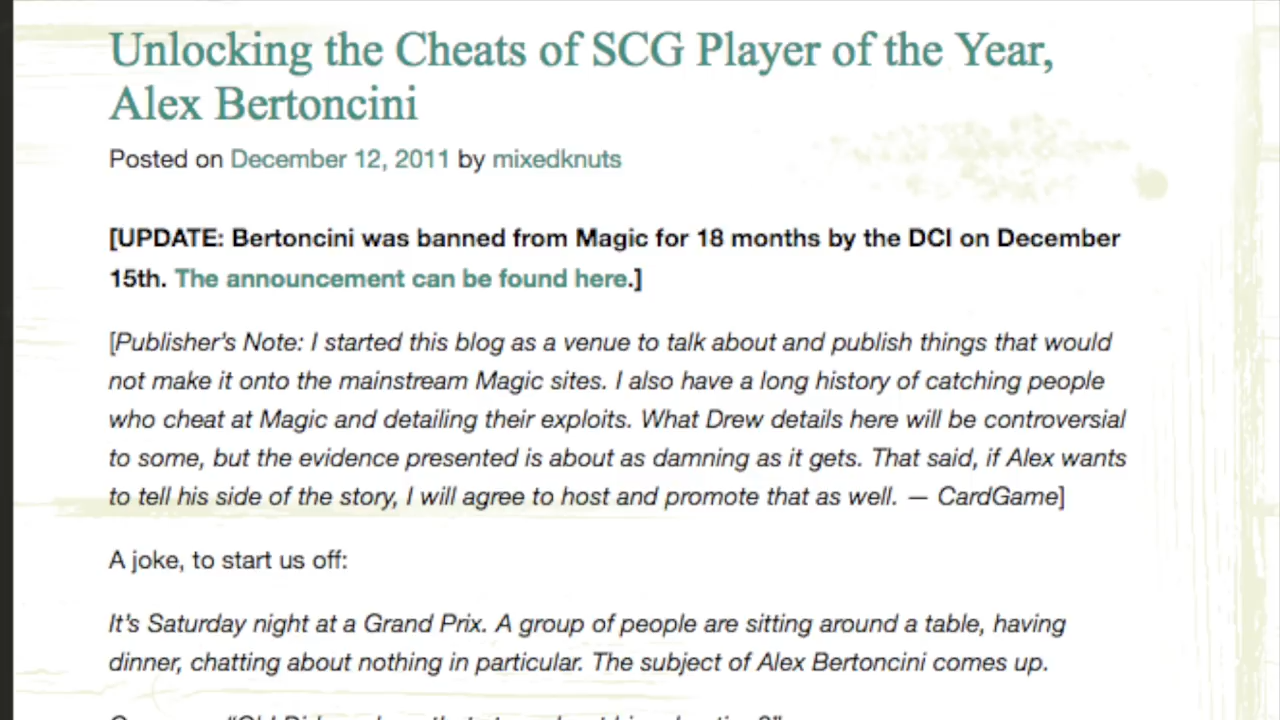 Unlocking the Cheats of SCG Player of the Year,
Alex Bertoncini
Posted on December 12, 2011 by mixedknuts
[UPDATE: Bertoncini was banned from Magic for 18 months by the DCI on December
15th. The announcement can be found here.]
[Publisher’s Note: I started this blog as a venue to talk about and publish things that would
not make it onto the mainstream Magic sites. I also have a long history of catching people
who cheat at Magic and detailing their exploits. What Drew details here will be controversial
to some, but the evidence presented is about as damning as it gets. That said, if Alex wants
to tell his side of the story, I will agree to host and promote that as well. — CardGame]
A joke, to start us off:
It’s Saturday night at a Grand Prix. A group of people are sitting around a table, having
dinner, chatting about nothing in particular. The subject of Alex Bertoncini comes up.